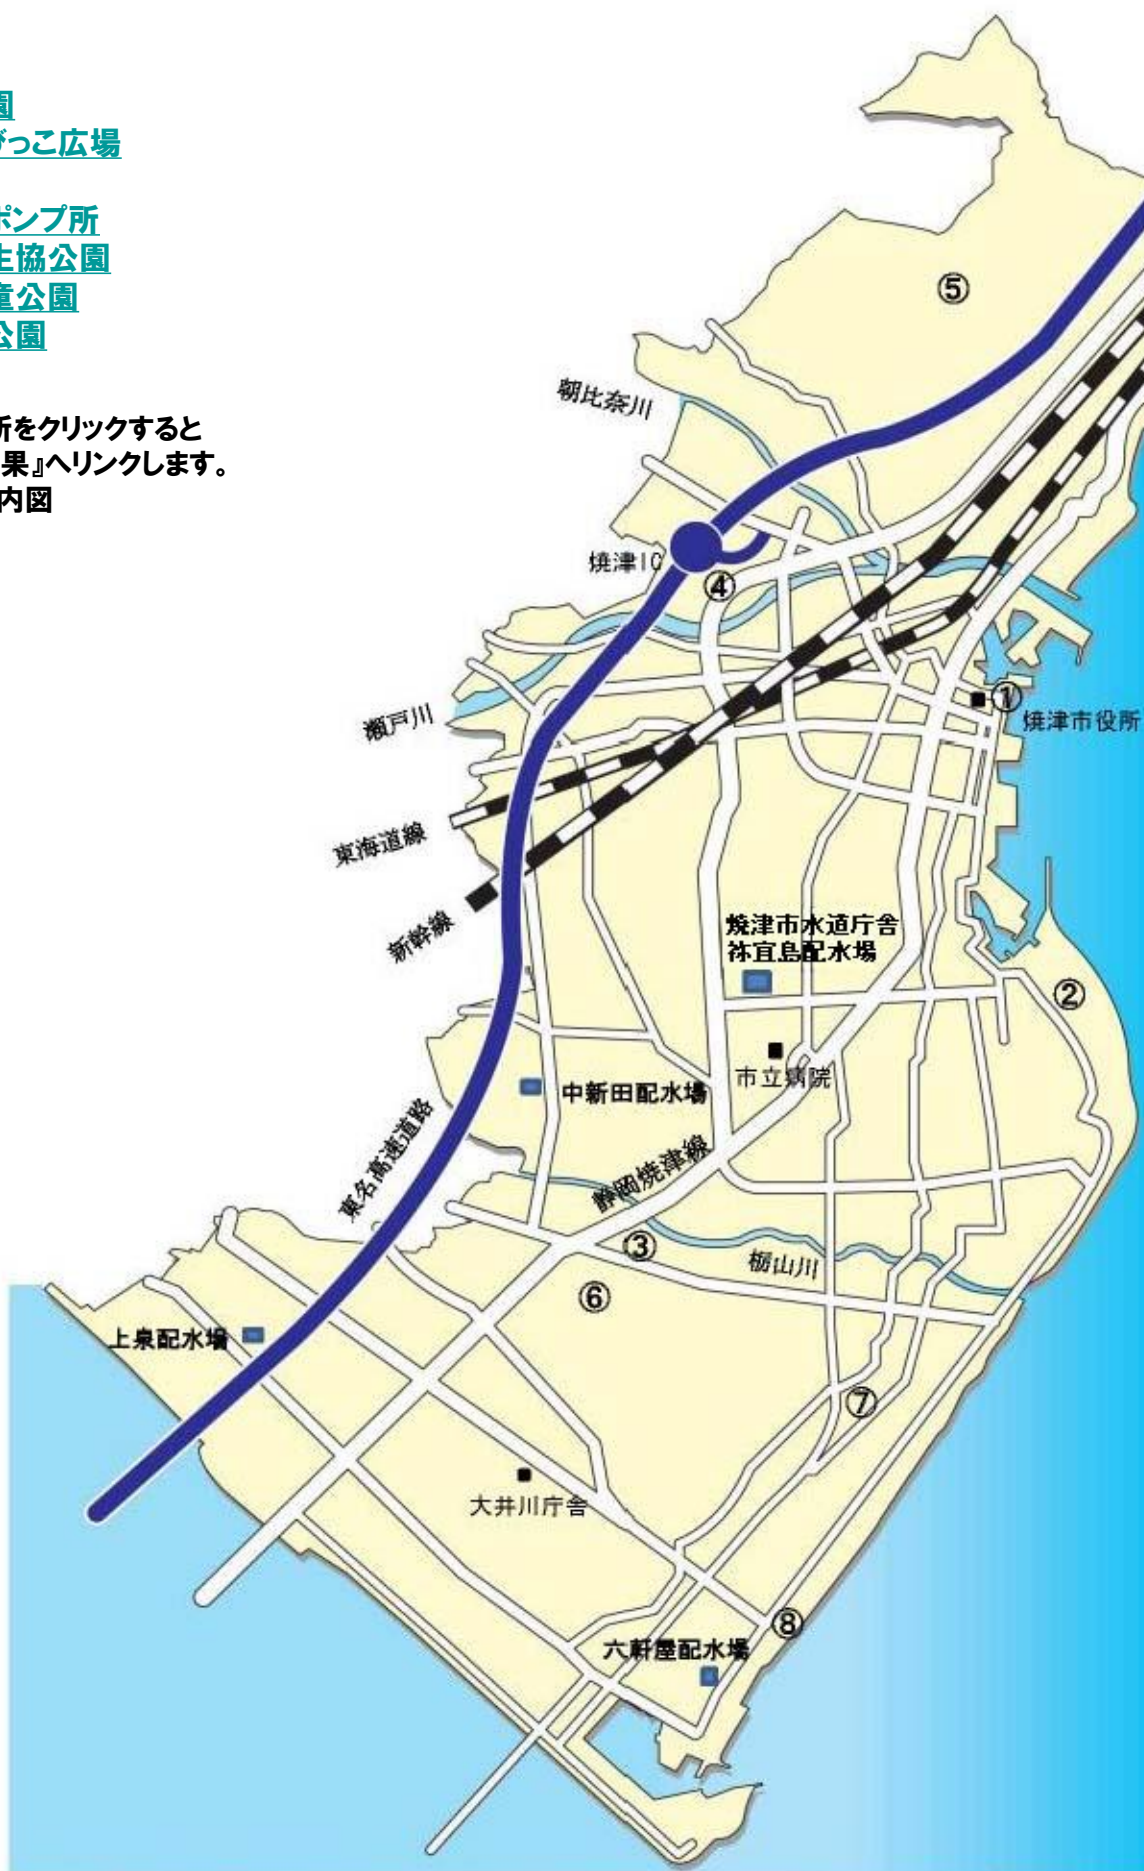 園
びっこ広場
ポンプ所
生協公園
童公園
公園
所をクリックすると
果』へリンクします。
内図
⑤
朝比奈川
焼津IC
④
瀬戸川
①
焼津市役所
東海道線
新幹線
焼津市水道庁舎
祢宜島配水場
②
市立病院
中新田配水場
東名高速道路
静岡焼津線
③
栃山川
⑥
上泉配水場
⑦
大井川庁舎
⑧
六軒屋配水場